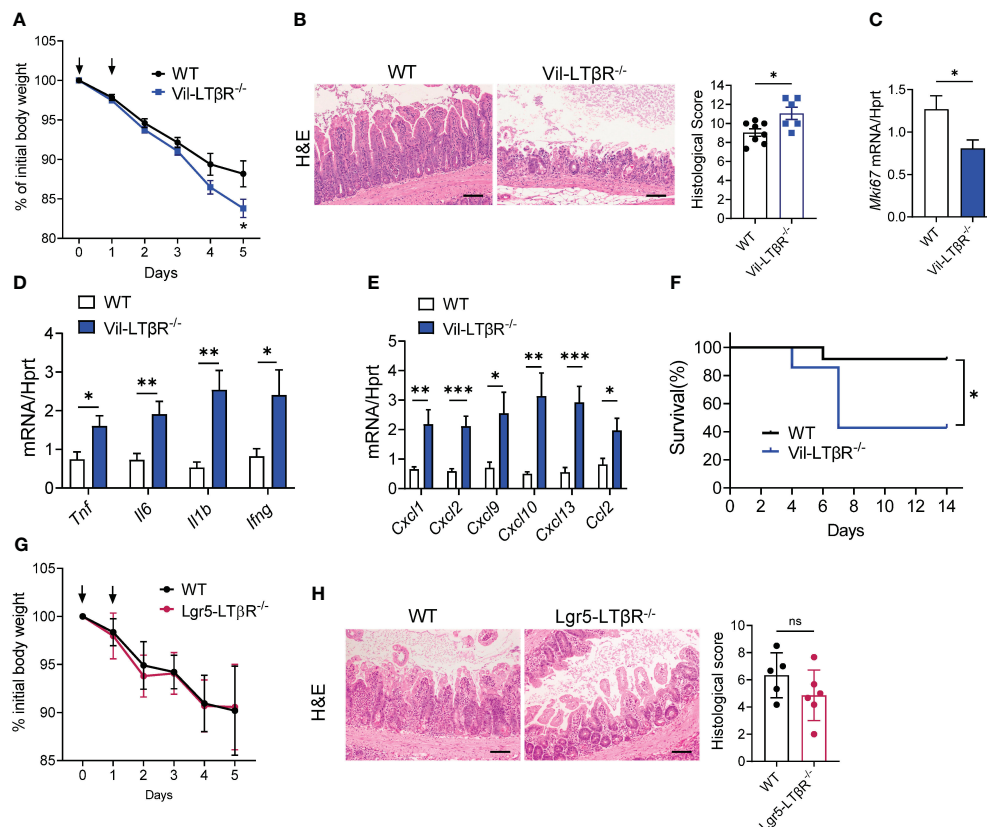 A
105
100
95
90
85
80
% of initial body weight
WT
Vil-LTβR-/-
*
0 1 2 3 4 5
Days
B
WT
Vil-LTβR-/-
H&E
Histological Score
14
12
10
8
6
4
2
0
*
WT
Vil-LTβR-/-
C
Mki67 mRNA/Hprt
1.5
1.0
0.5
0.0
*
WT
Vil-LTβR-/-
D
WT
Vil-LTβR-/-
mRNA/Hprt
4
3
2
1
0
* ** ** *
Tnf Il6 Il1b Ifng
E
WT
Vil-LTβR-/-
mRNA/Hprt
5
4
3
2
1
0
** *** * ** *** *
Cxcl1 Cxcl2 Cxcl9 Cxcl10 Cxcl13 Ccl2
F
Survival(%)
100
80
60
40
20
0
WT
Vil-LTβR-/-
*
0 2 4 6 8 10 12 14
Days
G
105
100
95
90
85
% initial body weight
WT
Lgr5-LTβR-/-
0 1 2 3 4 5
Days
H
WT
Lgr5-LTβR-/-
H&E
Histological score
10
8
6
4
2
0
ns
WT
Lgr5-LTβR-/-